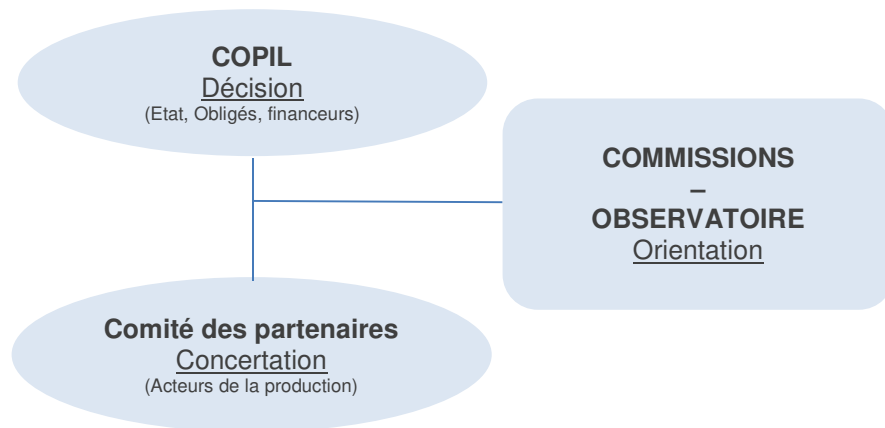 COPIL
Décision
(Etat, Obligés, financeurs)
COMMISSIONS
–
OBSERVATOIRE
Orientation
Comité des partenaires
Concertation
(Acteurs de la production)